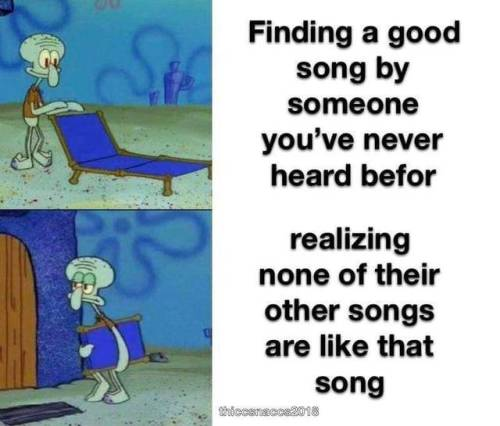 Finding a good
song by
someone
you've never
heard befor
realizing
none of their
other songs
are like that
song
thiccsnaccs2018